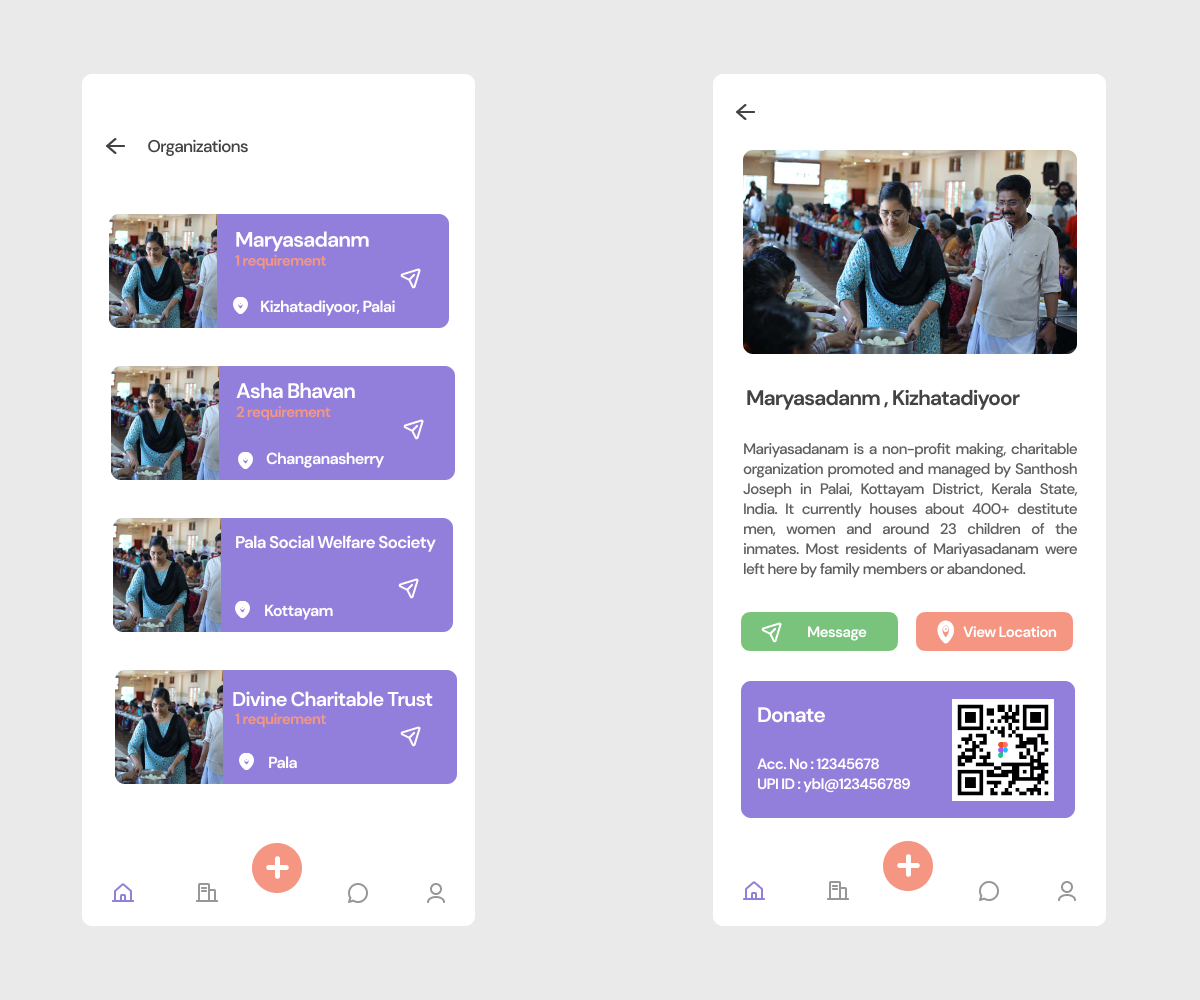 Organizations
Maryasadanm
1 requirement
Kizhatadiyoor, Palai
Asha Bhavan
2 requirement
Changanasherry
Pala Social Welfare Society
Kottayam
Divine Charitable Trust
1 requirement
Pala
Maryasadanm , Kizhatadiyoor
Mariyasadanam is a non-profit making, charitable
organization promoted and managed by Santhosh
Joseph in Palai, Kottayam District, Kerala State,
India. It currently houses about 400+ destitute
men, women and around 23 children of the
inmates. Most residents of Mariyasadanam were
left here by family members or abandoned.
Message
View Location
Donate
Acc. No : 12345678
UPI ID : ybl@123456789